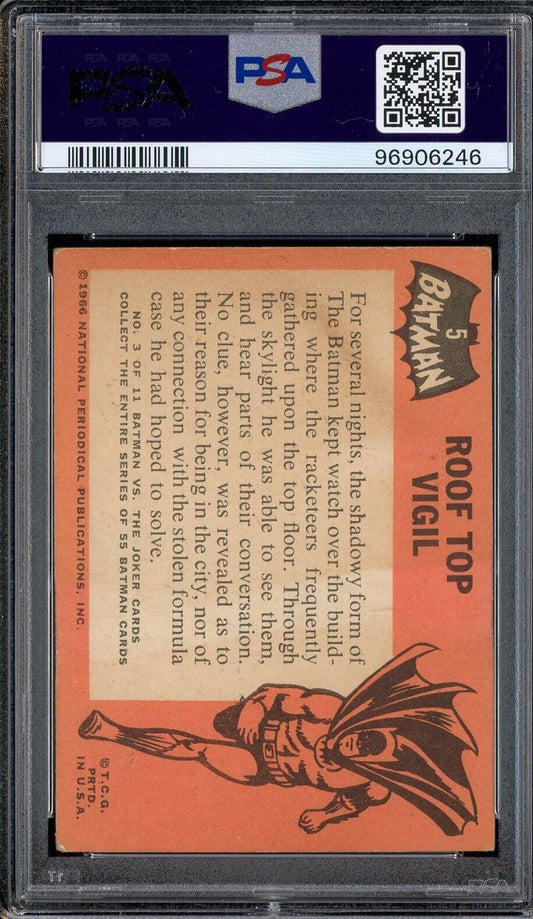 PSA
PSA
96906246
5
BATMAN
ROOF TOP
VIGIL
For several nights, the shadowy form of
The Batman kept watch over the build-
ing where the racketeers frequently
gathered upon the top floor. Through
the skylight he was able to see them,
and hear parts of their conversation.
No clue, however, was revealed as to
their reason for being in the city, nor of
any connection with the stolen formula
case he had hoped to solve.
NO. 3 OF 11 BATMAN VS. THE JOKER CARDS
COLLECT THE ENTIRE SERIES OF 55 BATMAN CARDS
© 1966 NATIONAL PERIODICAL PUBLICATIONS, INC.
© T.C.G.
PRTD.
IN U.S.A.
PSA